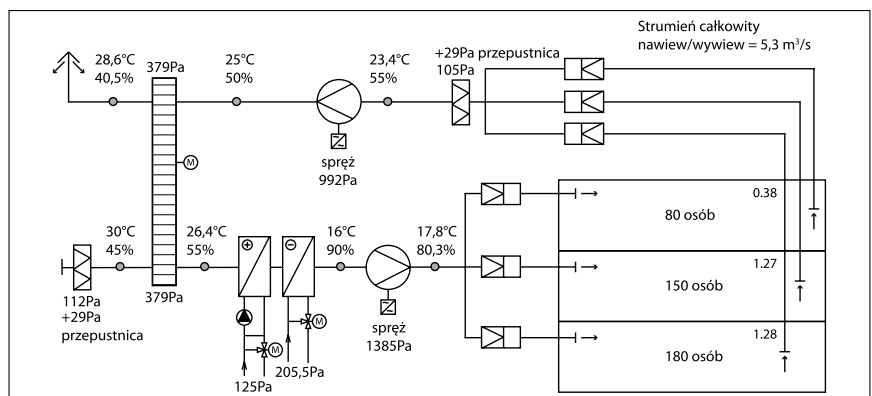 Strumień całkowity
nawiew/wywiew = 5,3 m³/s
28,6°C
40,5%
379Pa
25°C
50%
23,4°C
55%
+29Pa przepustnica
105Pa
M
spręż
992Pa
0.38
80 osób
30°C
45%
26,4°C
55%
16°C
90%
17,8°C
80,3%
1.27
150 osób
112Pa
+29Pa
przepustnica
379Pa
M
M
spręż
1385Pa
1.28
180 osób
125Pa
205,5Pa